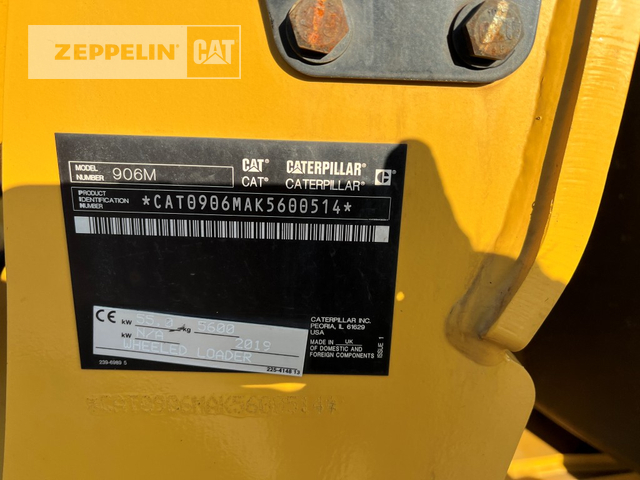 ZEPPELIN CAT
MODEL NUMBER 906M
CAT CATERPILLAR C
CAT® CATERPILLAR®
PRODUCT IDENTIFICATION NUMBER *CAT0906MAK5600514*
CE kW 55.0 kg 5600
kW N/A 2019
WHEELED LOADER
CATERPILLAR INC.
PEORIA, IL 61629
USA
MADE IN UK
OF DOMESTIC AND
FOREIGN COMPONENTS
ISSUE 1
225-4148